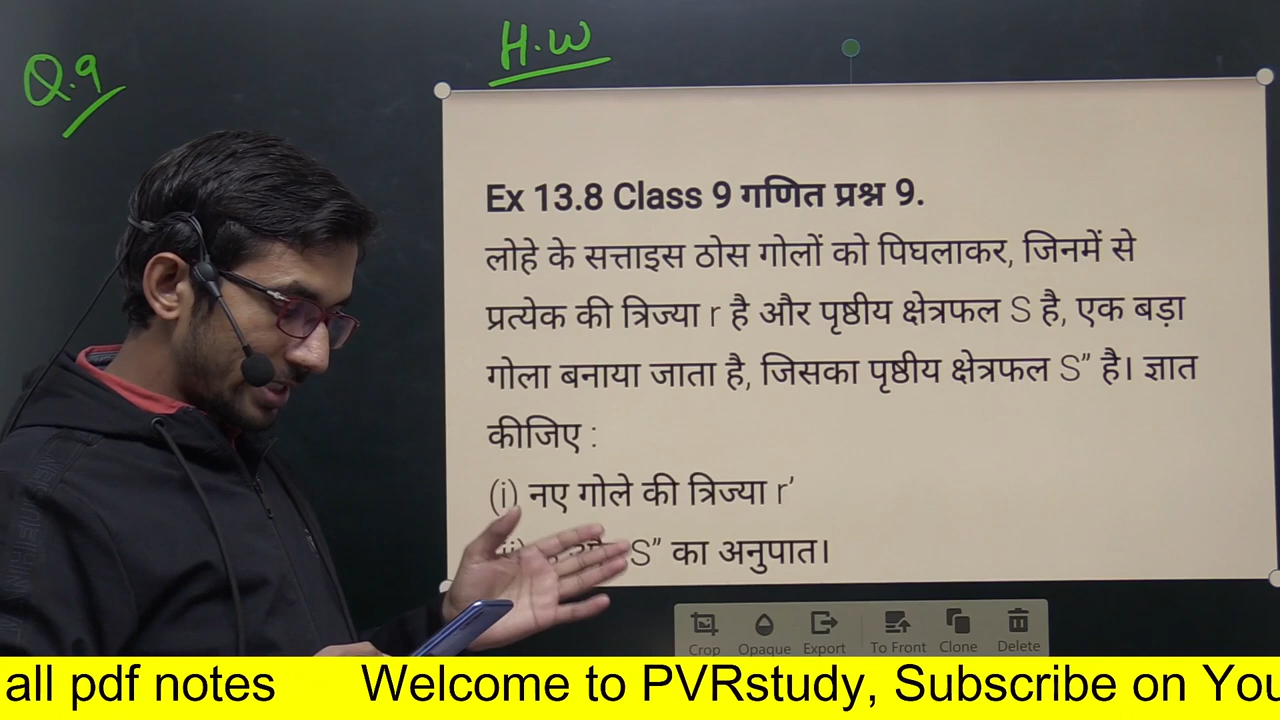 Q.9
H.W
Ex 13.8 Class 9 गणित प्रश्न 9.
लोहे के सत्ताइस ठोस गोलों को पिघलाकर, जिनमें से
प्रत्येक की त्रिज्या r है और पृष्ठीय क्षेत्रफल S है, एक बड़ा
गोला बनाया जाता है, जिसका पृष्ठीय क्षेत्रफल S” है। ज्ञात
कीजिए :
(i) नए गोले की त्रिज्या r’
S” का अनुपात।
Crop Opaque Export To Front Clone Delete
all pdf notes Welcome to PVRstudy, Subscribe on You